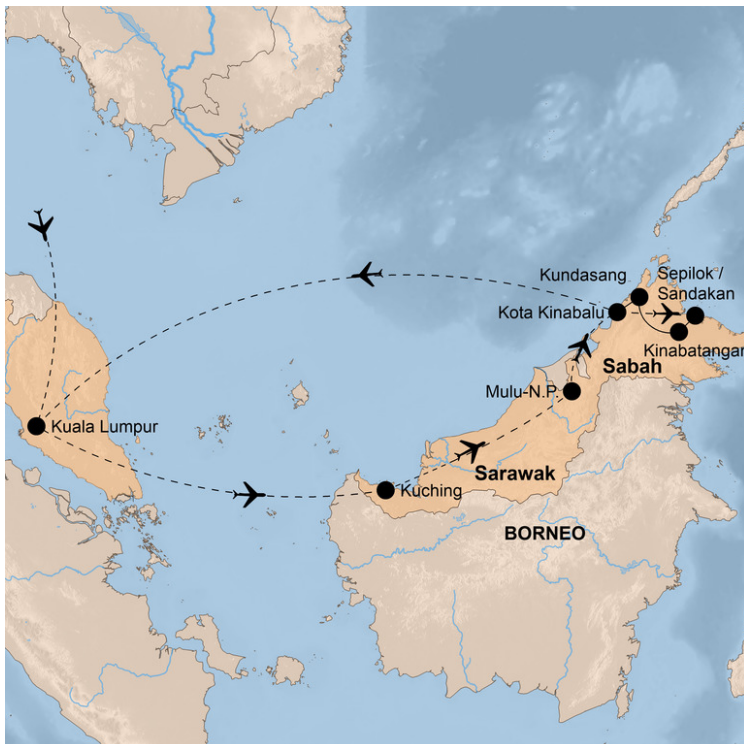 Kundasang
Sepilok /
Sandakan
Kota Kinabalu
Kinabatangan
Sabah
Mulu-N.P.
Kuala Lumpur
Sarawak
Kuching
BORNEO